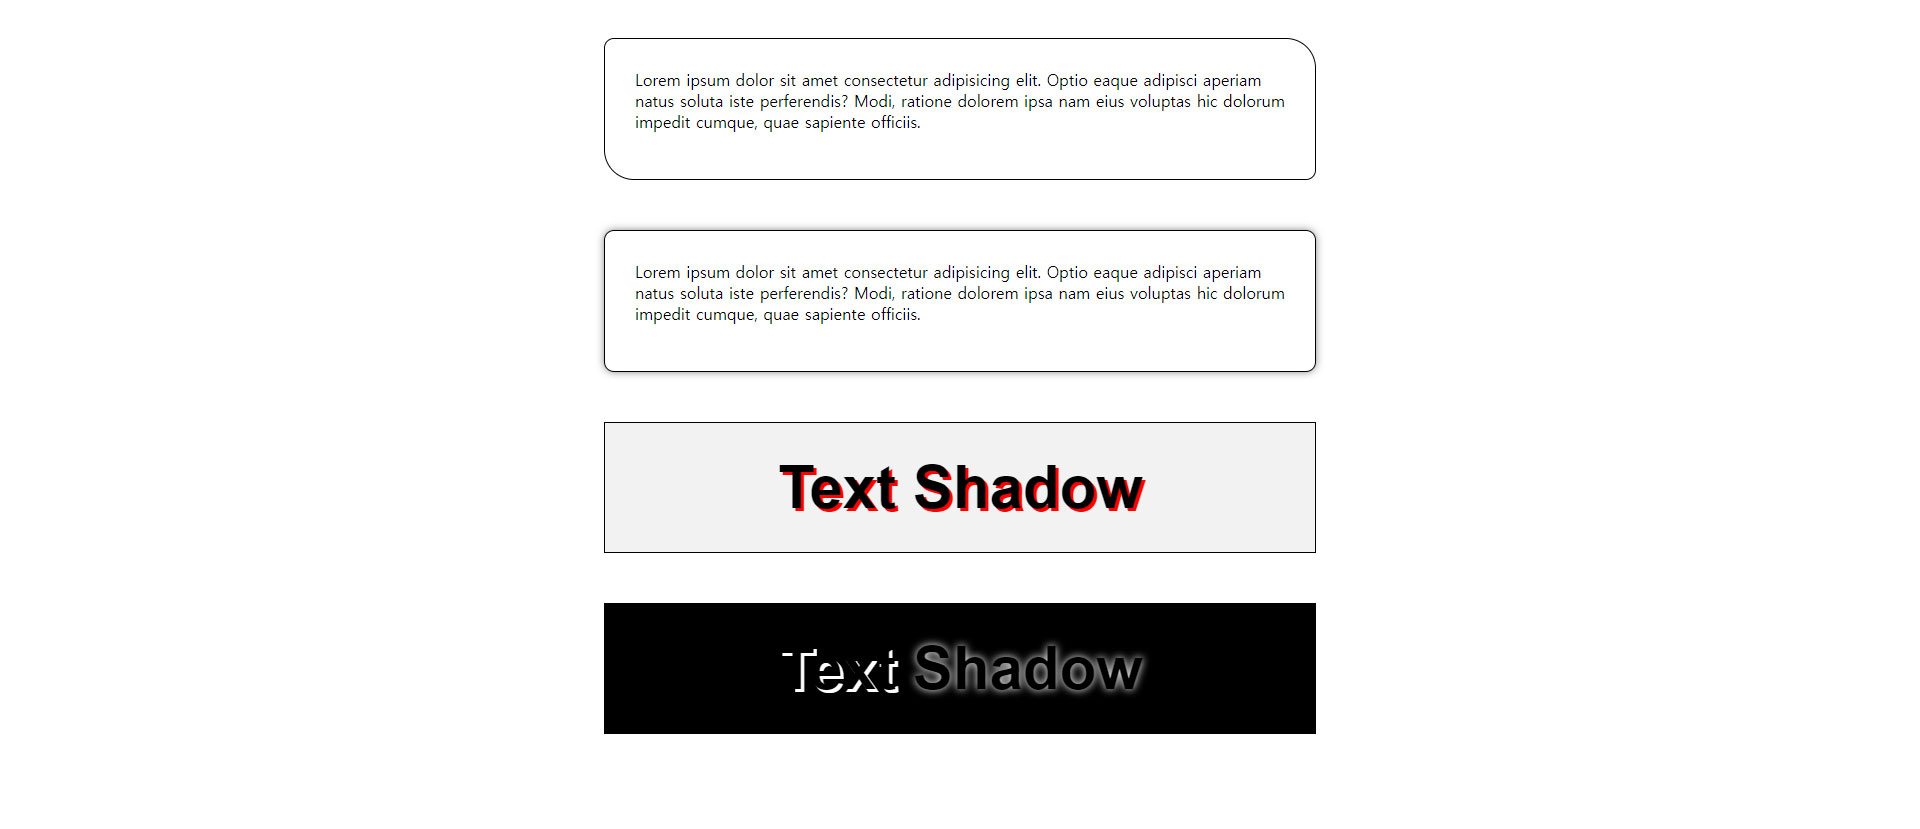 Lorem ipsum dolor sit amet consectetur adipisicing elit. Optio eaque adipisci aperiam
natus soluta iste perferendis? Modi, ratione dolorem ipsa nam eius voluptas hic dolorum
impedit cumque, quae sapiente officiis.
Lorem ipsum dolor sit amet consectetur adipisicing elit. Optio eaque adipisci aperiam
natus soluta iste perferendis? Modi, ratione dolorem ipsa nam eius voluptas hic dolorum
impedit cumque, quae sapiente officiis.
Text Shadow
Text Shadow